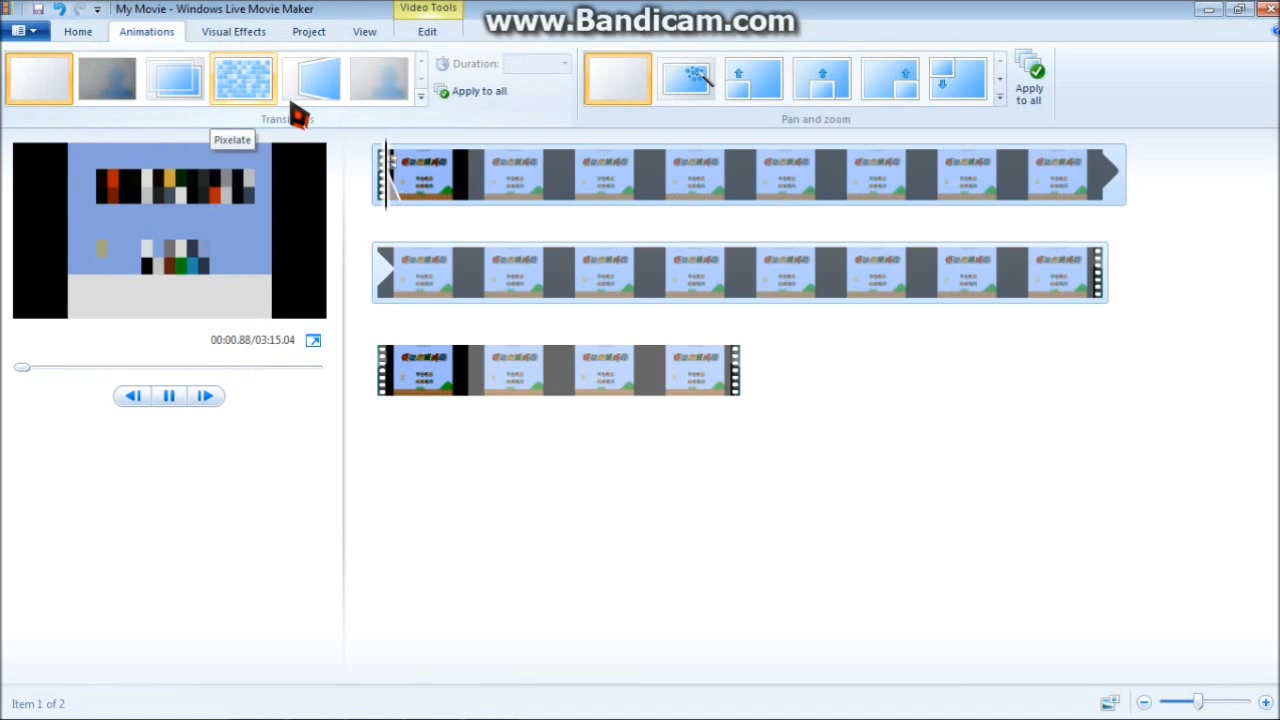 My Movie - Windows Live Movie Maker
Video Tools
www.Bandicam.com
Home
Animations
Visual Effects
Project
View
Edit
Duration:
Apply to all
Apply
to all
Pan and zoom
Pixelate
00:00.88/03:15.04
Item 1 of 2